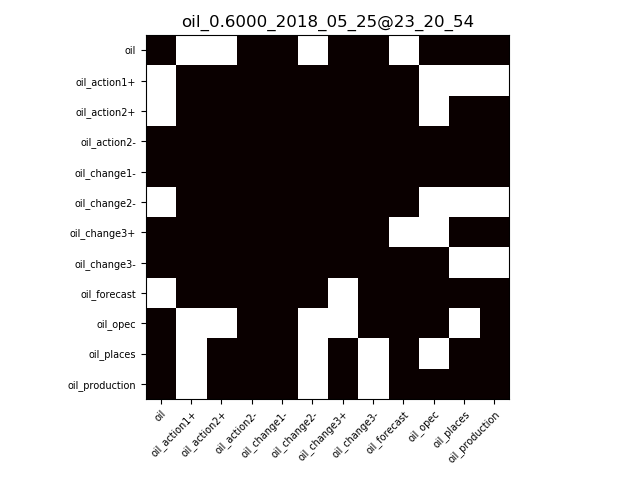 oil_0.6000_2018_05_25@23_20_54
oil
oil_action1+
oil_action2+
oil_action2-
oil_change1-
oil_change2-
oil_change3+
oil_change3-
oil_forecast
oil_opec
oil_places
oil_production
oil
oil_action1+
oil_action2+
oil_action2-
oil_change1-
oil_change2-
oil_change3+
oil_change3-
oil_forecast
oil_opec
oil_places
oil_production